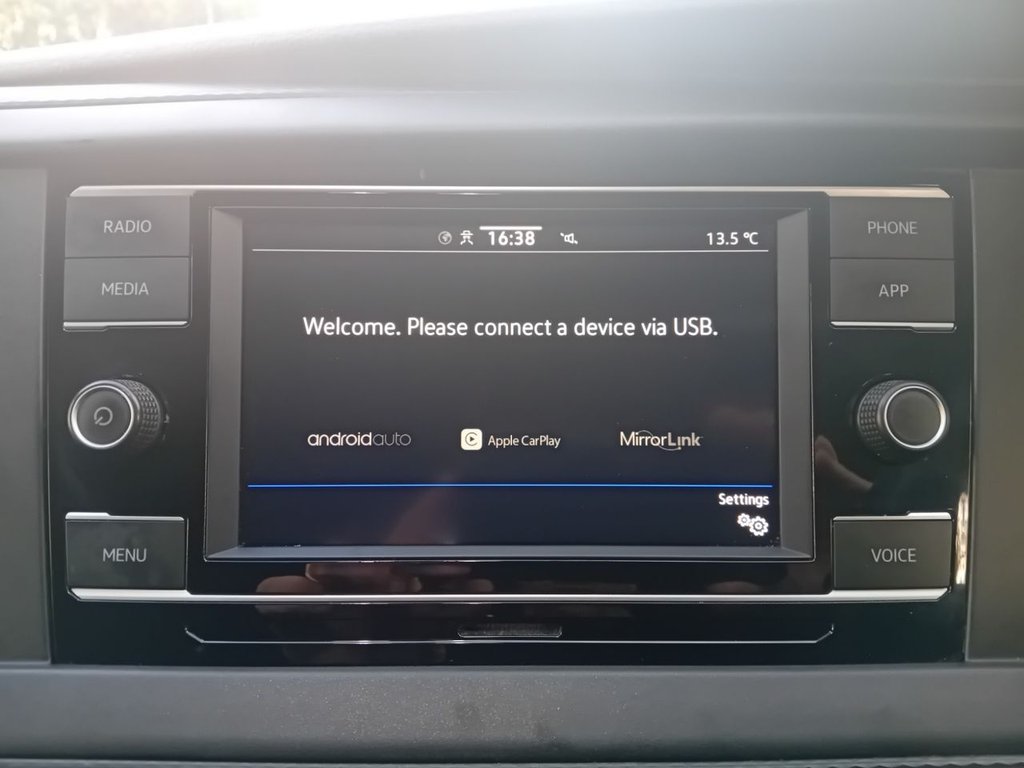 RADIO
MEDIA
MENU
16:38
13.5 °C
Welcome. Please connect a device via USB.
androidauto
Apple CarPlay
MirrorLink
Settings
PHONE
APP
VOICE